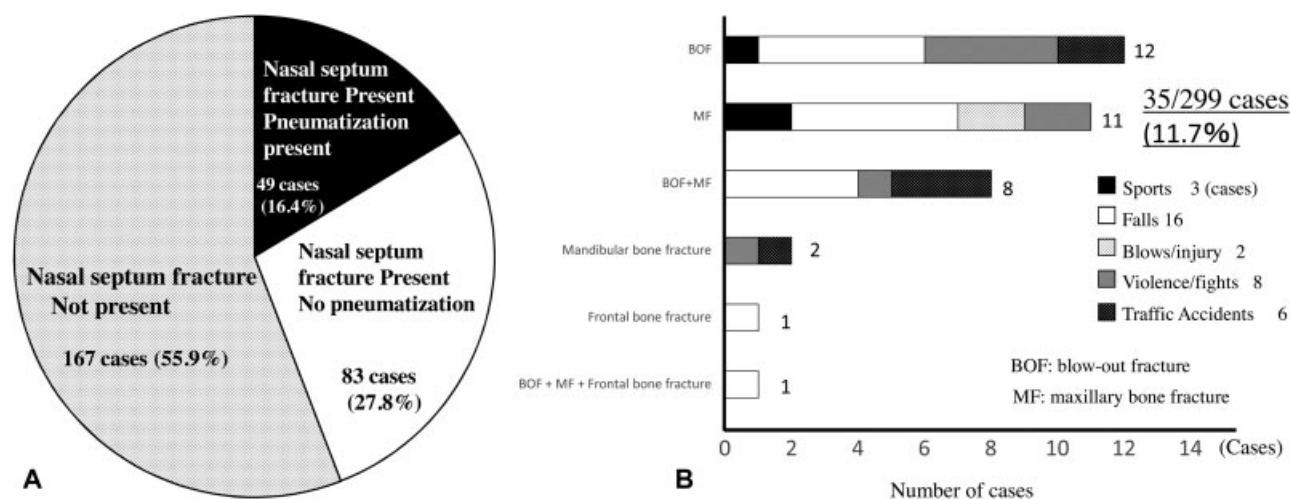 Nasal septum
fracture Present
Pneumatization
present
49 cases
(16.4%)
Nasal septum
fracture Present
No pneumatization
83 cases
(27.8%)
Nasal septum fracture
Not present
167 cases (55.9%)
A
BOF
12
MF
11
BOF+MF
8
Mandibular bone fracture
2
Frontal bone fracture
1
BOF + MF + Frontal bone fracture
1
35/299 cases
(11.7%)
Sports 3 (cases)
Falls 16
Blows/injury 2
Violence/fights 8
Traffic Accidents 6
BOF: blow-out fracture
MF: maxillary bone fracture
0 2 4 6 8 10 12 14 (Cases)
Number of cases
B